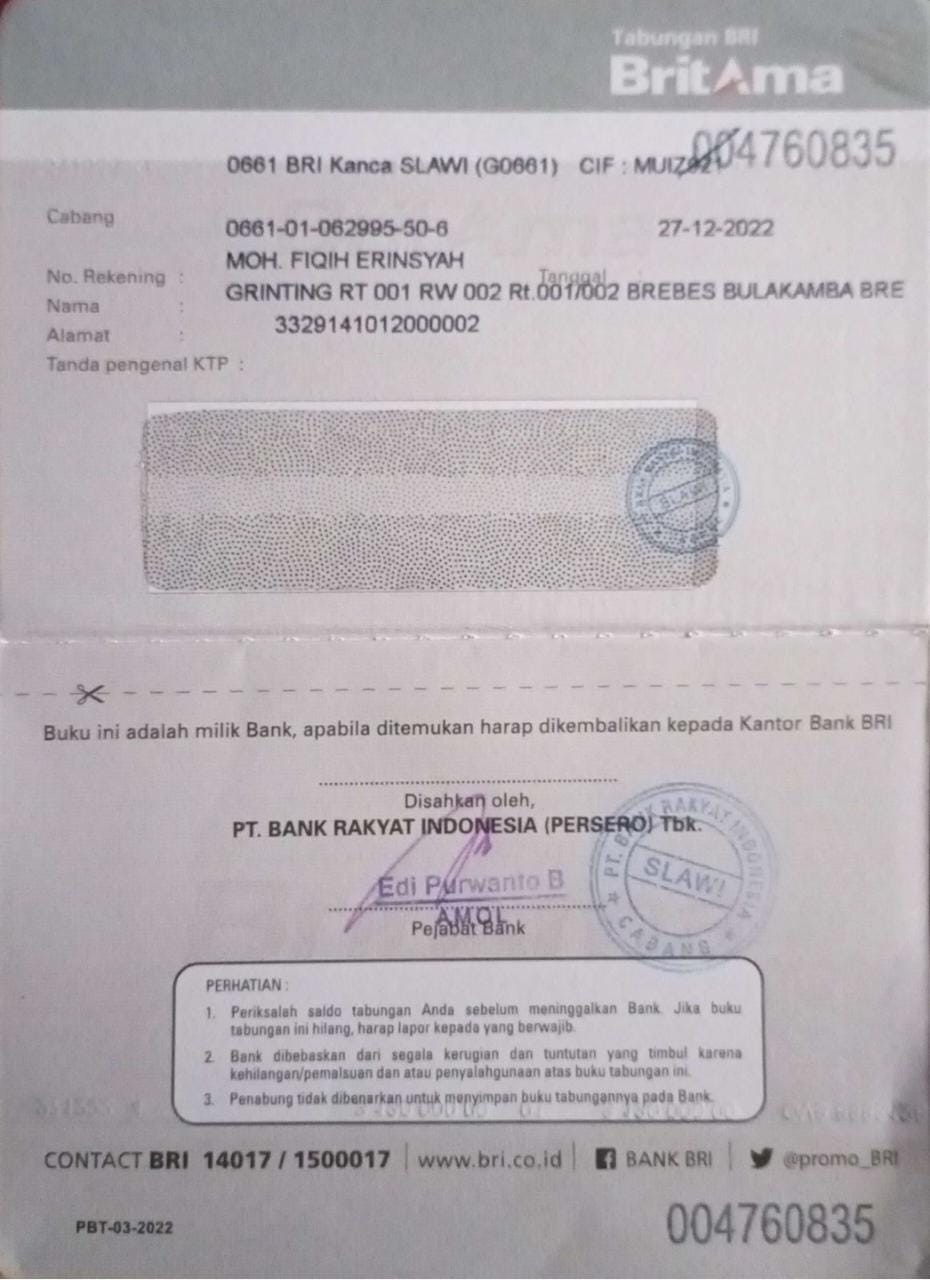 Tabungan BRI
BritAma
004760835
0661 BRI Kanca SLAWI (G0661) CIF : MUIZ921
Cabang
0661-01-062995-50-6 27-12-2022
MOH. FIQIH ERINSYAH
No. Rekening : Tanggal :
GRINTING RT 001 RW 002 Rt.001/002 BREBES BULAKAMBA BRE
Nama :
3329141012000002
Alamat :
Tanda pengenal KTP :
SLAWI
Buku ini adalah milik Bank, apabila ditemukan harap dikembalikan kepada Kantor Bank BRI
Disahkan oleh,
PT. BANK RAKYAT INDONESIA (PERSERO) Tbk.
Edi Purwanto B
AMOL
Pejabat Bank
PT. BANK RAKYAT INDONESIA
SLAWI
CABANG
PERHATIAN :
1. Periksalah saldo tabungan Anda sebelum meninggalkan Bank. Jika buku
tabungan ini hilang, harap lapor kepada yang berwajib.
2. Bank dibebaskan dari segala kerugian dan tuntutan yang timbul karena
kehilangan/pemalsuan dan atau penyalahgunaan atas buku tabungan ini.
3. Penabung tidak dibenarkan untuk menyimpan buku tabungannya pada Bank.
CONTACT BRI 14017 / 1500017 | www.bri.co.id | BANK BRI | @promo_BRI
PBT-03-2022
004760835